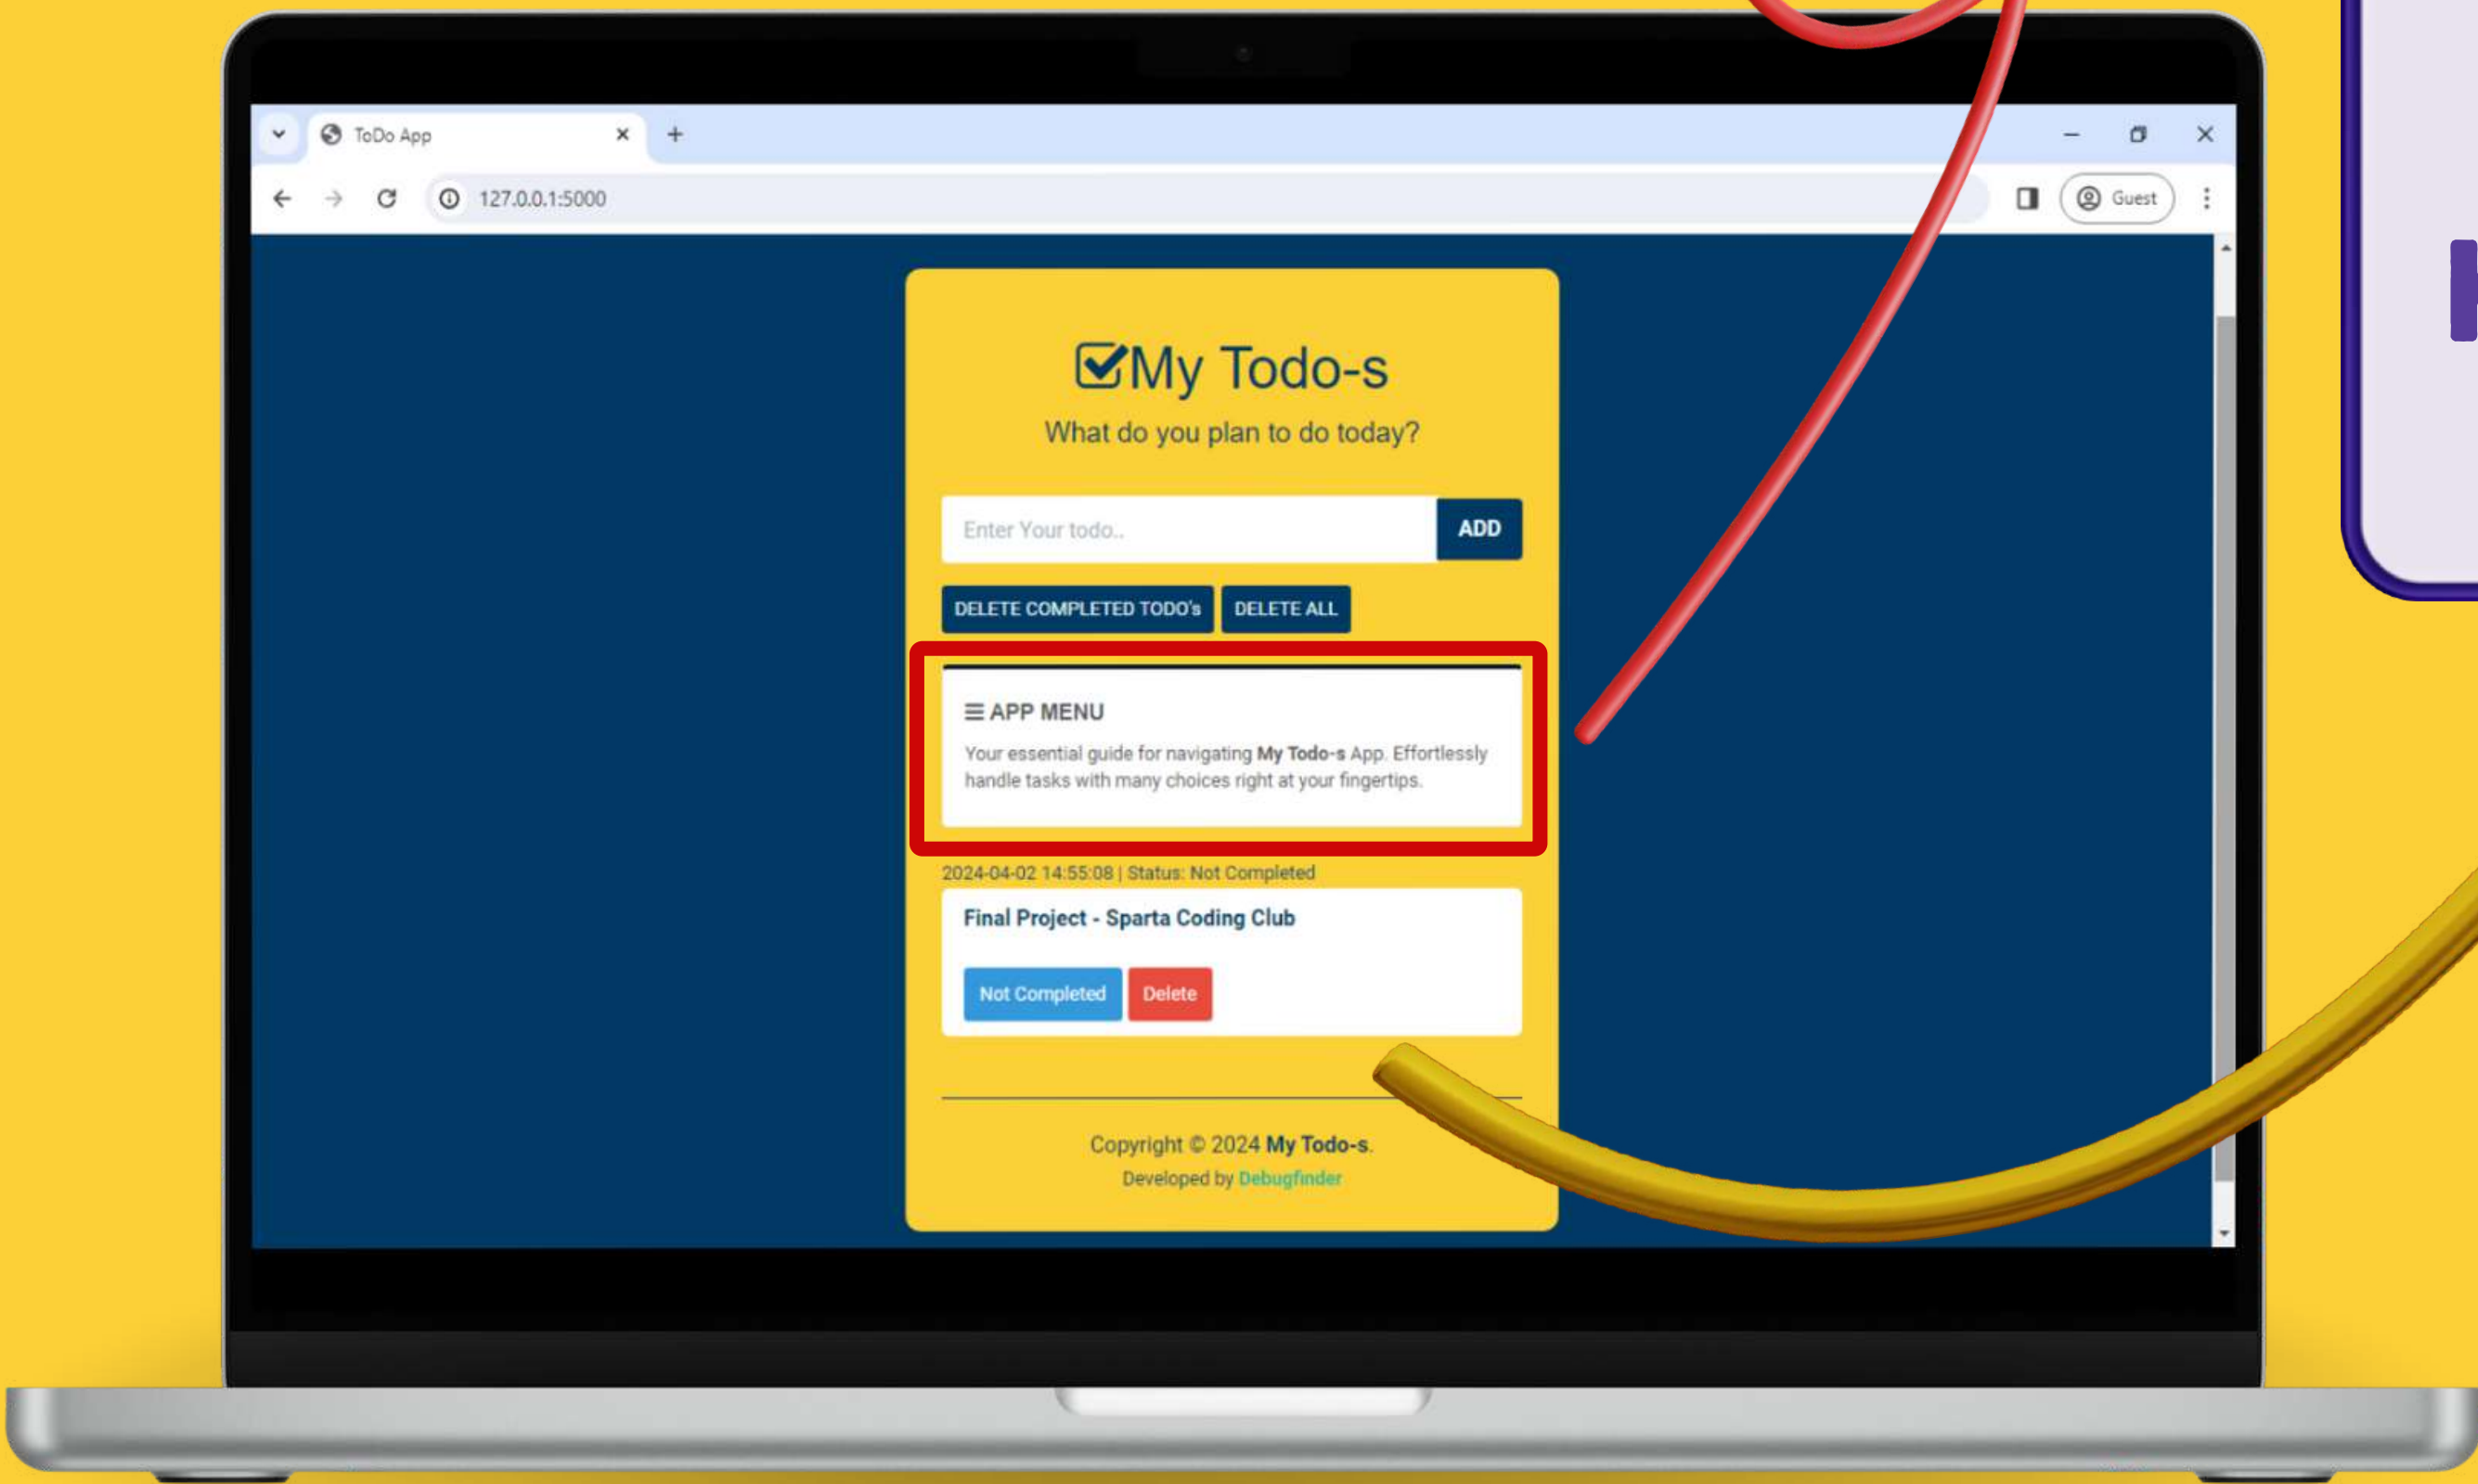 ToDo App
127.0.0.1:5000
Guest
My Todo-s
What do you plan to do today?
Enter Your todo..
ADD
DELETE COMPLETED TODO's
DELETE ALL
APP MENU
Your essential guide for navigating My Todo-s App. Effortlessly
handle tasks with many choices right at your fingertips.
2024-04-02 14:55:08 | Status: Not Completed
Final Project - Sparta Coding Club
Not Completed
Delete
Copyright © 2024 My Todo-s.
Developed by Debugfinder